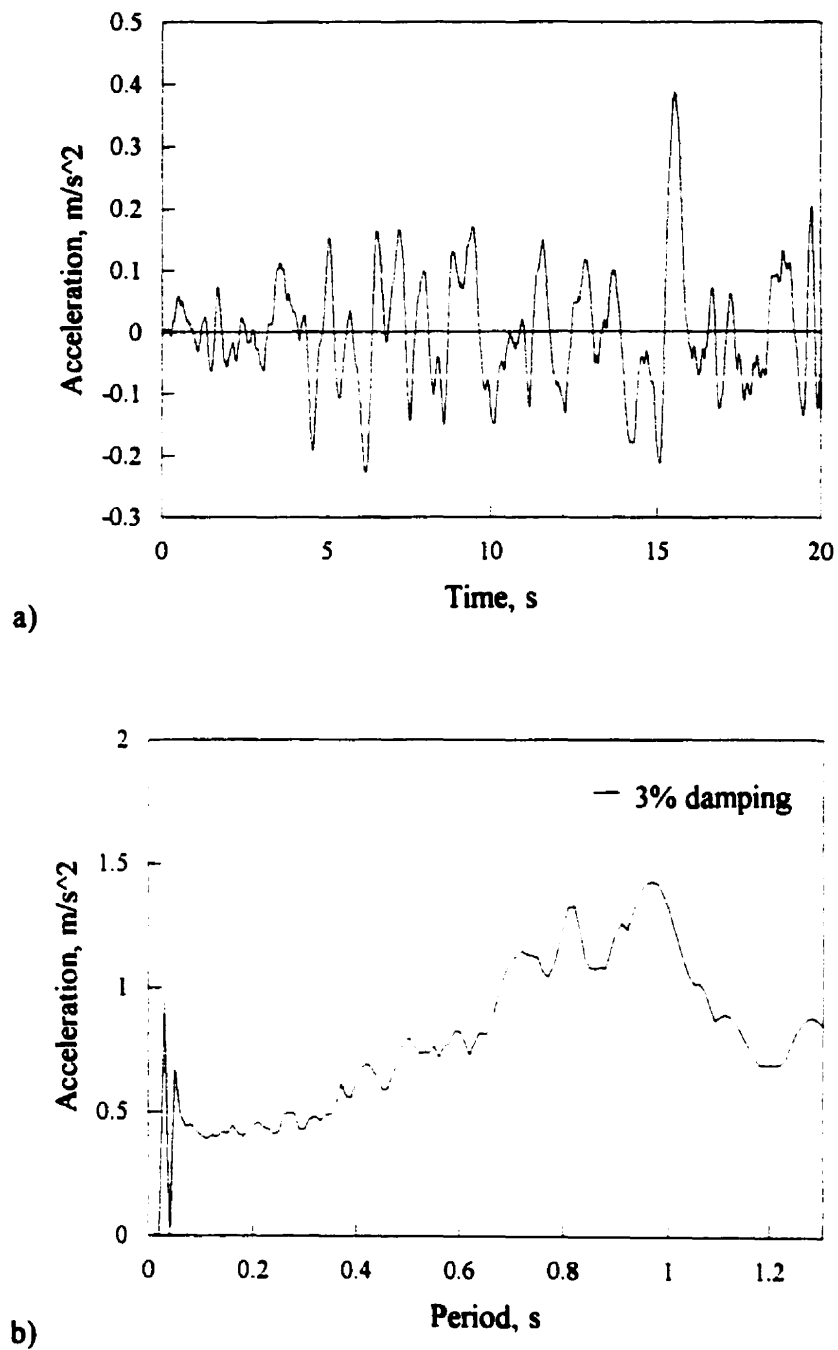 0.5
0.4
0.3
0.2
0.1
0
-0.1
-0.2
-0.3
Acceleration, m/s^2
0 5 10 15 20
Time, s
a)
2
1.5
1
0.5
0
Acceleration, m/s^2
— 3% damping
0 0.2 0.4 0.6 0.8 1 1.2
Period, s
b)